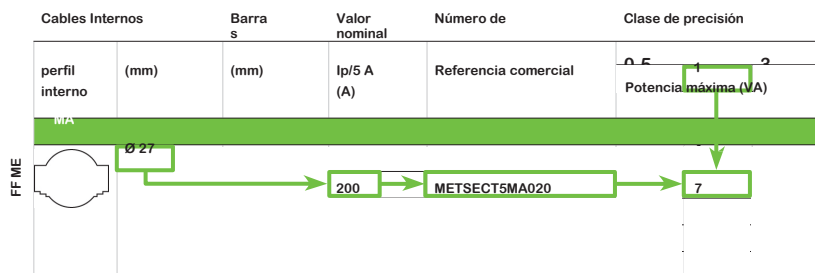 Cables Internos Barra Valor Número de Clase de precisión
s nominal
0.5 1 3
perfil (mm) (mm) Ip/5 A Referencia comercial
interno (A) Potencia máxima (VA)
MA
Ø 27
FF ME
200 METSECT5MA020 7